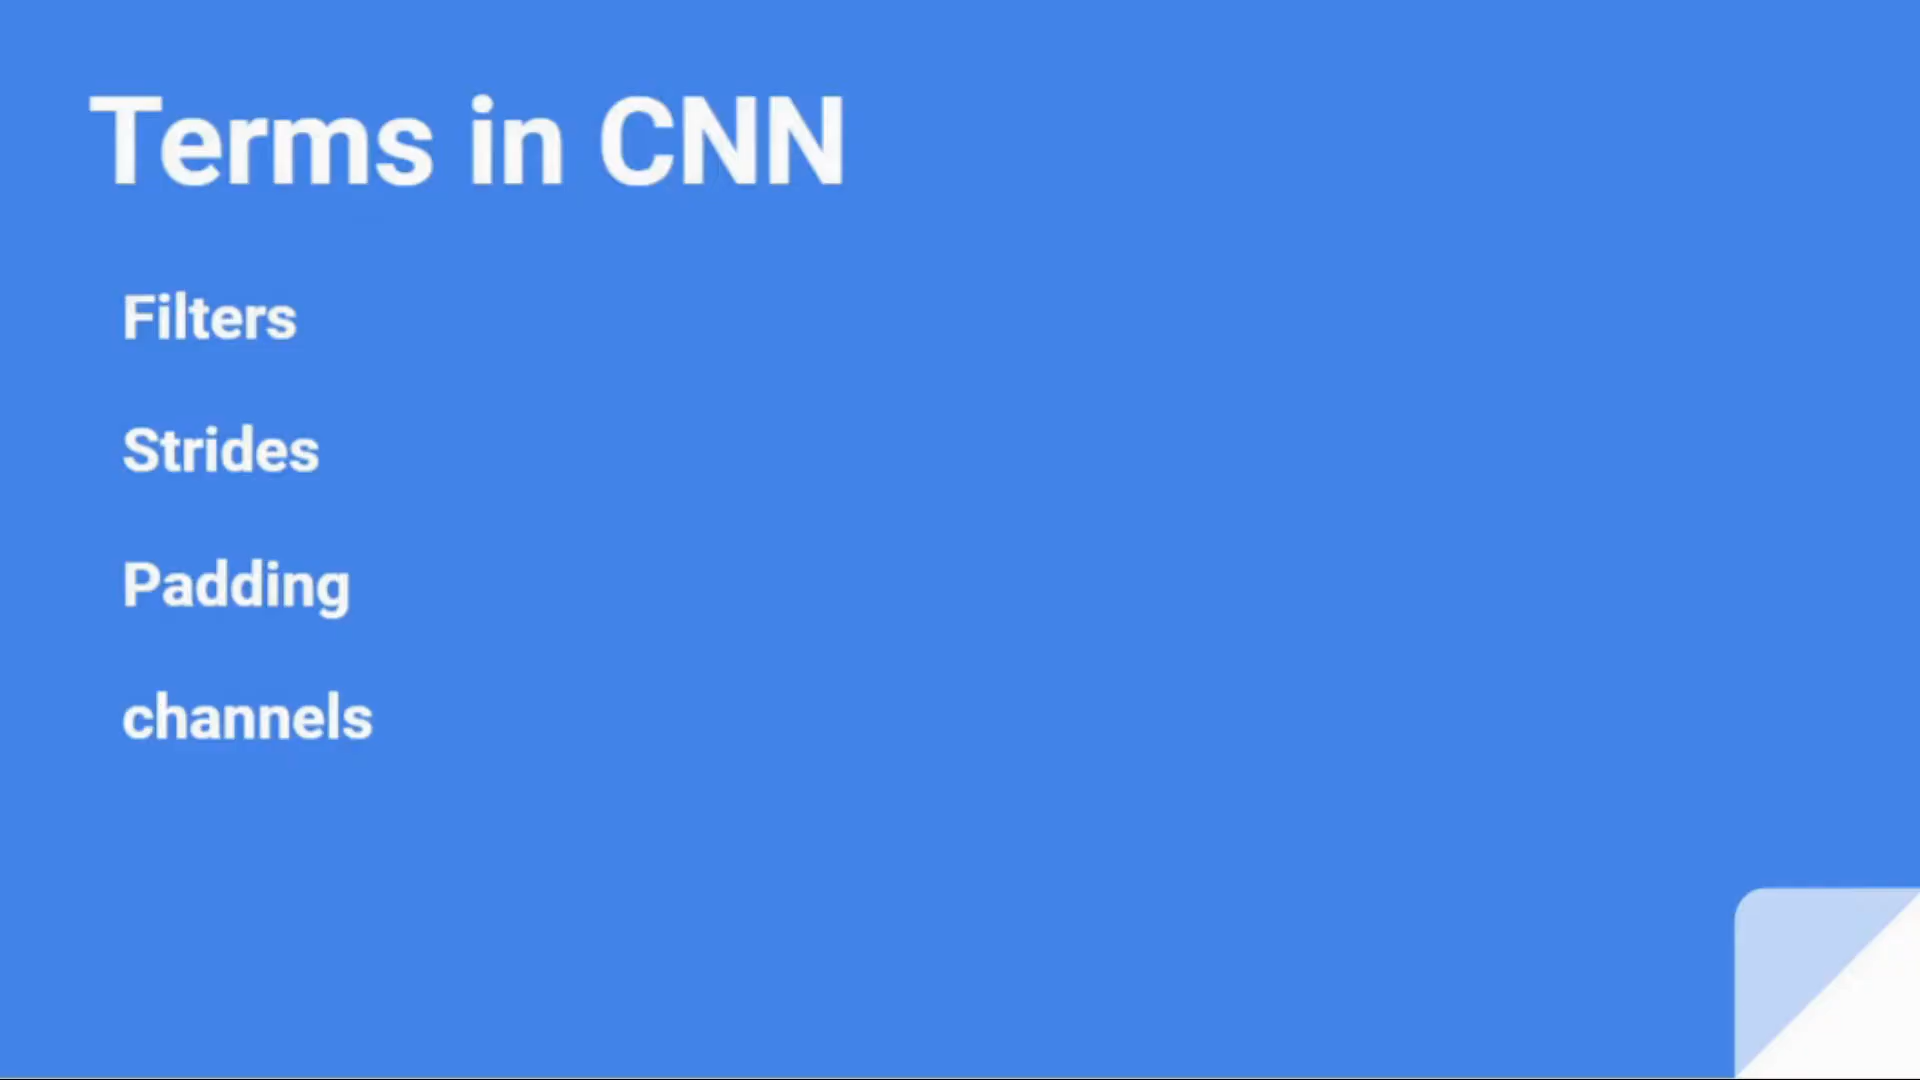 Terms in CNN
Filters
Strides
Padding
channels